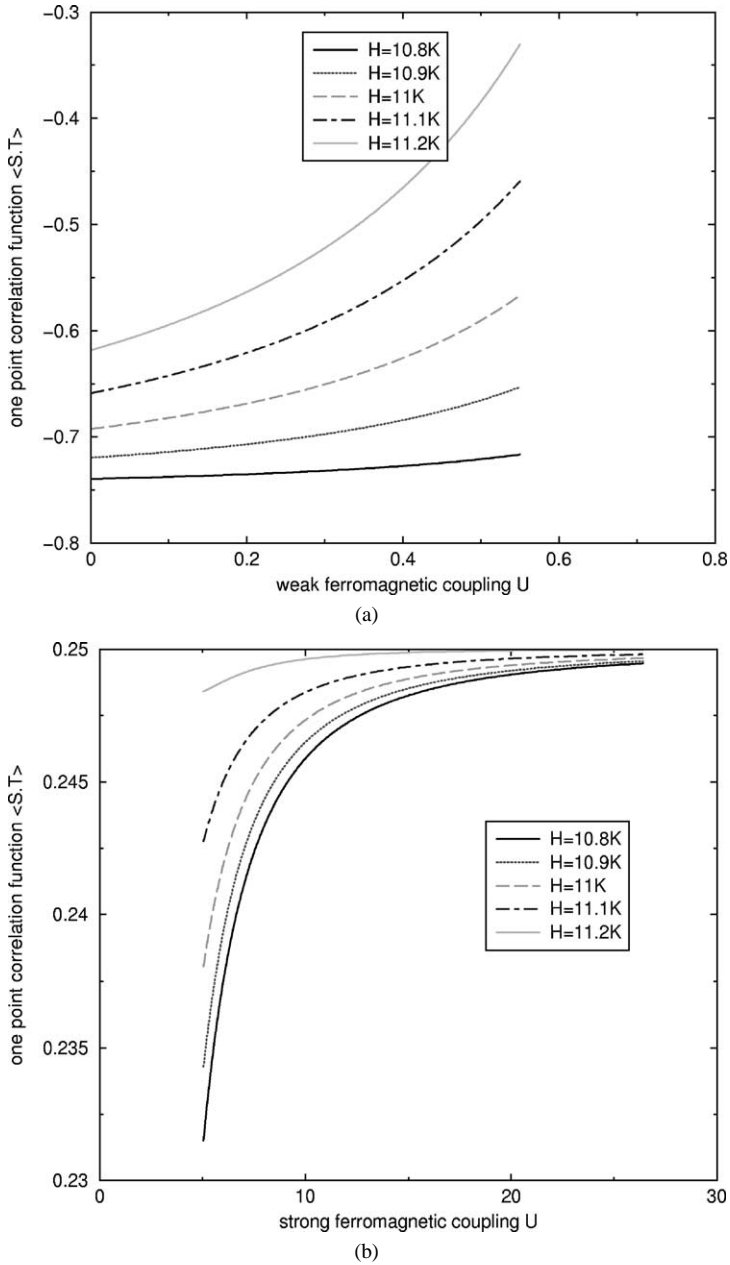 −0.3
−0.4
−0.5
−0.6
−0.7
−0.8
one point correlation function <S.T>
H=10.8K
H=10.9K
H=11K
H=11.1K
H=11.2K
0
0.2
0.4
0.6
0.8
weak ferromagnetic coupling U
(a)
0.25
0.245
0.24
0.235
0.23
one point correlation function <S.T>
H=10.8K
H=10.9K
H=11K
H=11.1K
H=11.2K
0
10
20
30
strong ferromagnetic coupling U
(b)